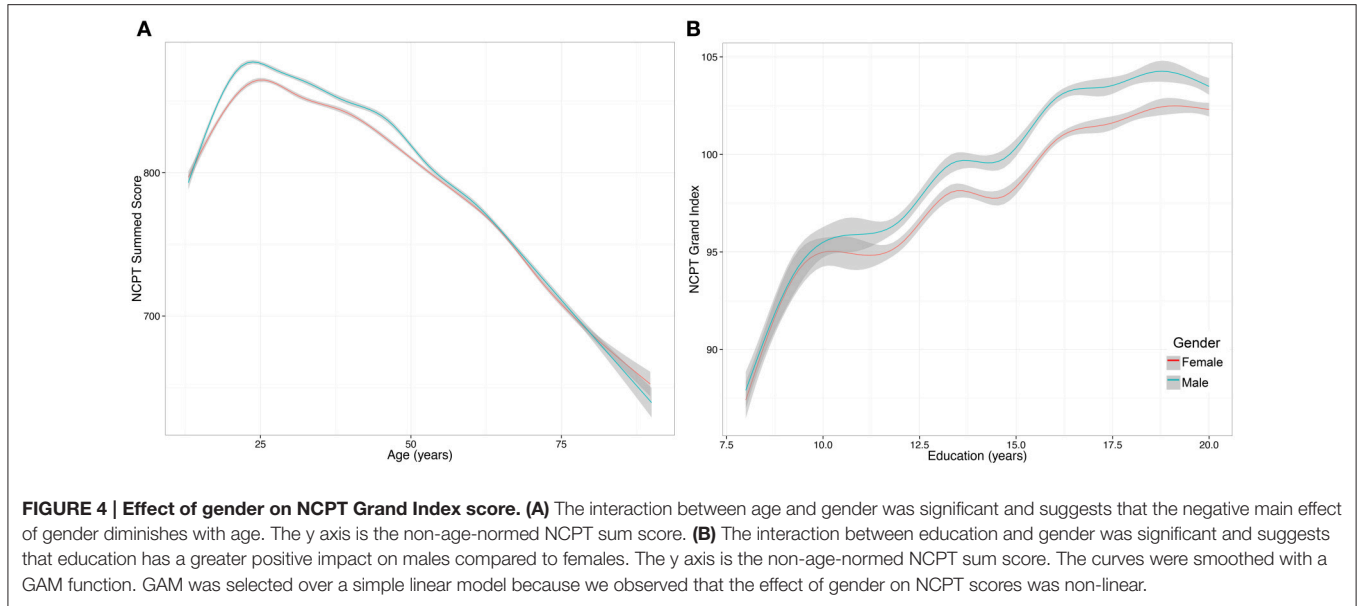 A
B
NCPT Summed Score
800
700
25
50
75
Age (years)
NCPT Grand Index
105
100
95
90
7.5
10.0
12.5
15.0
17.5
20.0
Education (years)
Gender
Female
Male
FIGURE 4 | Effect of gender on NCPT Grand Index score. (A) The interaction between age and gender was significant and suggests that the negative main effect
of gender diminishes with age. The y axis is the non-age-normed NCPT sum score. (B) The interaction between education and gender was significant and suggests
that education has a greater positive impact on males compared to females. The y axis is the non-age-normed NCPT sum score. The curves were smoothed with a
GAM function. GAM was selected over a simple linear model because we observed that the effect of gender on NCPT scores was non-linear.